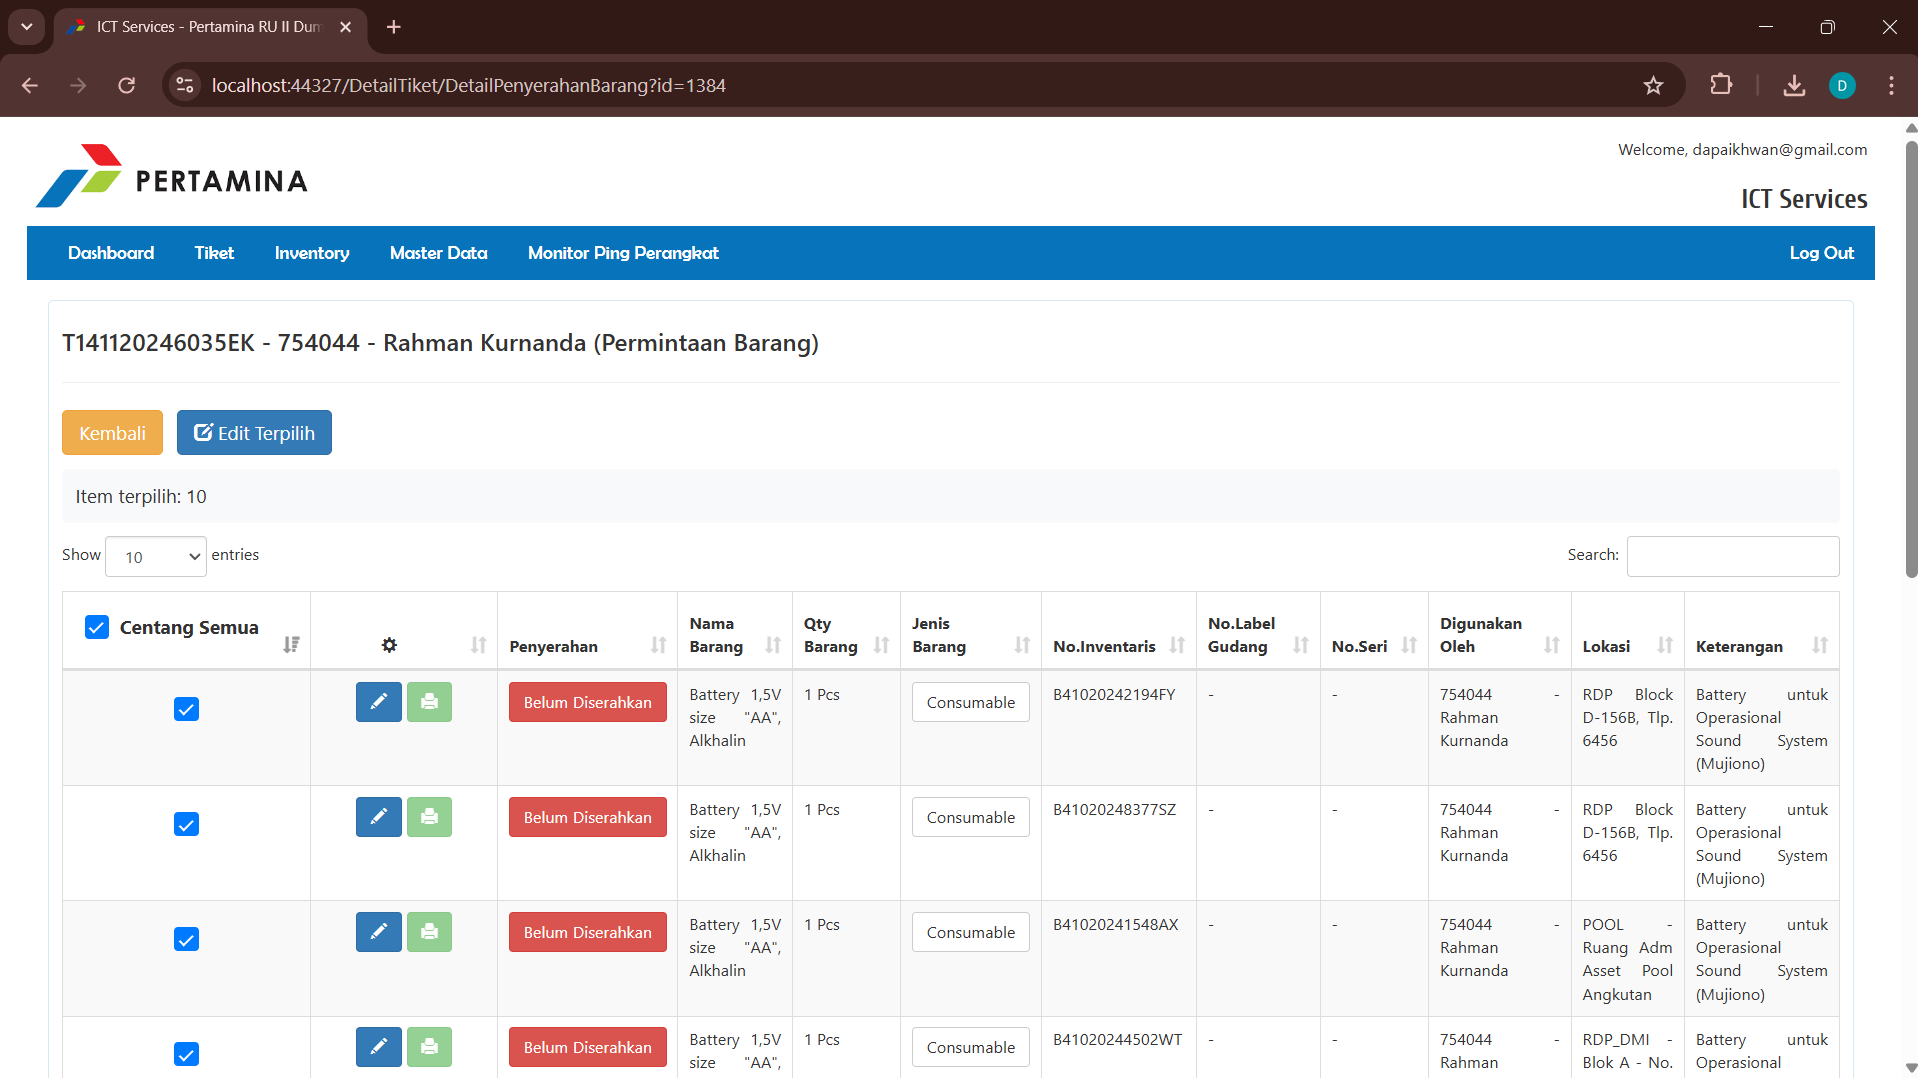 ICT Services - Pertamina RU II Dum
localhost:44327/DetailTiket/DetailPenyerahanBarang?id=1384
D
PERTAMINA
Welcome, dapaikhwan@gmail.com
ICT Services
Dashboard Tiket Inventory Master Data Monitor Ping Perangkat Log Out
T141120246035EK - 754044 - Rahman Kurnanda (Permintaan Barang)
Kembali Edit Terpilih
Item terpilih: 10
Show 10 entries Search:
Centang Semua Penyerahan Nama Barang Qty Barang Jenis Barang No.Inventaris No.Label Gudang No.Seri Digunakan Oleh Lokasi Keterangan
Belum Diserahkan Battery 1,5V 1 Pcs Consumable B41020242194FY - - 754044 - RDP Block Battery untuk
size "AA", Rahman D-156B, Tlp. Operasional
Alkhalin Kurnanda 6456 Sound System
(Mujiono)
Belum Diserahkan Battery 1,5V 1 Pcs Consumable B41020248377SZ - - 754044 - RDP Block Battery untuk
size "AA", Rahman D-156B, Tlp. Operasional
Alkhalin Kurnanda 6456 Sound System
(Mujiono)
Belum Diserahkan Battery 1,5V 1 Pcs Consumable B41020241548AX - - 754044 - POOL - Battery untuk
size "AA", Rahman Ruang Adm Operasional
Alkhalin Kurnanda Asset Pool Sound System
Angkutan (Mujiono)
Belum Diserahkan Battery 1,5V 1 Pcs Consumable B41020244502WT - - 754044 - RDP_DMI - Battery untuk
size "AA", Rahman Blok A - No. Operasional